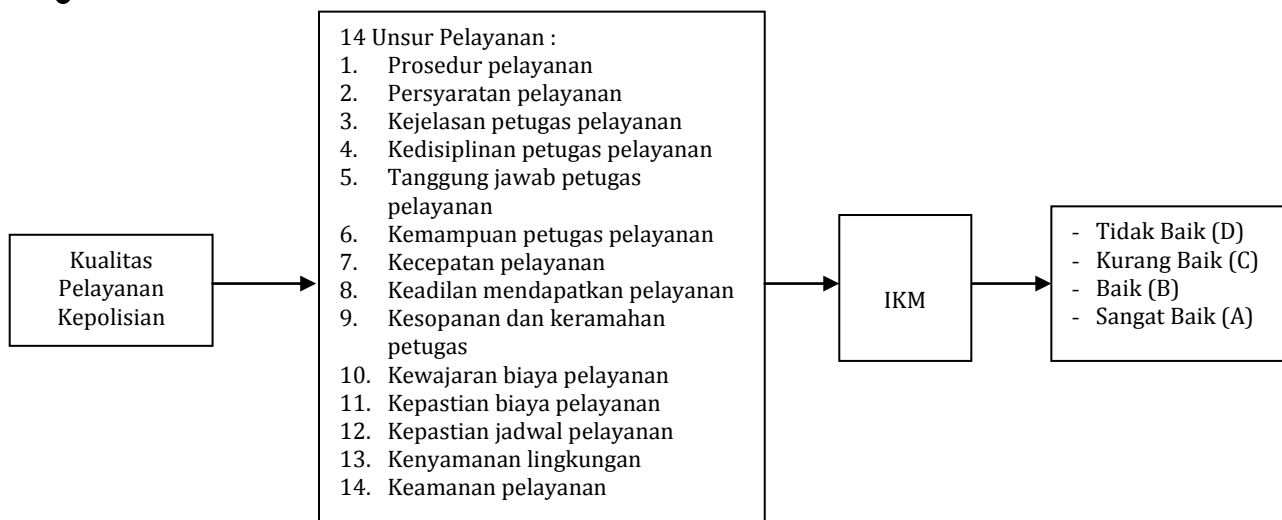 Kualitas
Pelayanan
Kepolisian
14 Unsur Pelayanan :
1. Prosedur pelayanan
2. Persyaratan pelayanan
3. Kejelasan petugas pelayanan
4. Kedisiplinan petugas pelayanan
5. Tanggung jawab petugas
pelayanan
6. Kemampuan petugas pelayanan
7. Kecepatan pelayanan
8. Keadilan mendapatkan pelayanan
9. Kesopanan dan keramahan
petugas
10. Kewajaran biaya pelayanan
11. Kepastian biaya pelayanan
12. Kepastian jadwal pelayanan
13. Kenyamanan lingkungan
14. Keamanan pelayanan
IKM
- Tidak Baik (D)
- Kurang Baik (C)
- Baik (B)
- Sangat Baik (A)